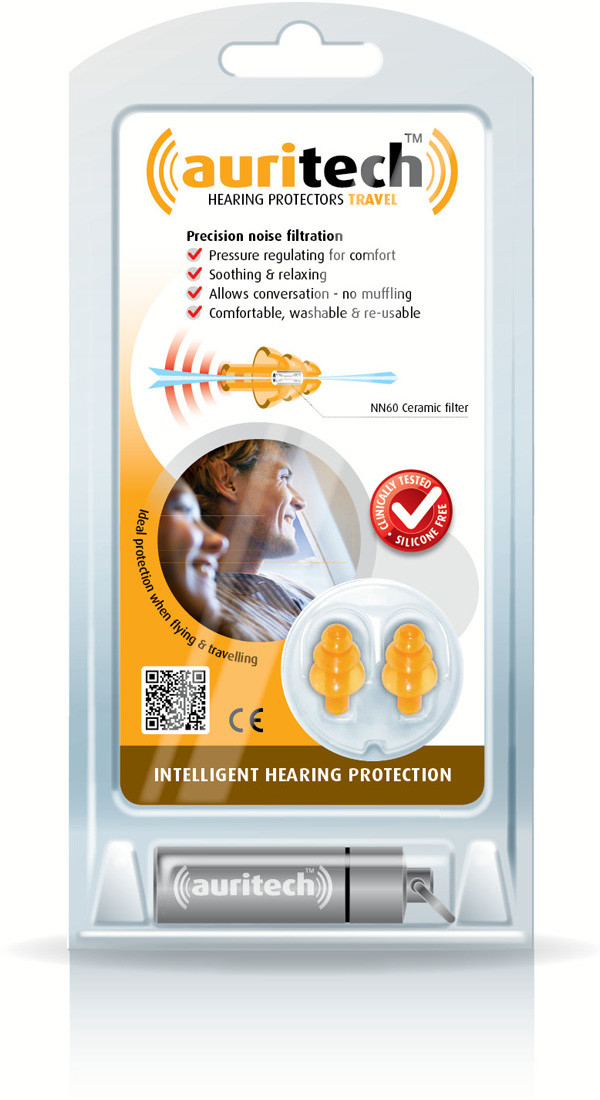 auritech™
HEARING PROTECTORS TRAVEL
Precision noise filtration
Pressure regulating for comfort
Soothing & relaxing
Allows conversation - no muffling
Comfortable, washable & re-usable
NN60 Ceramic filter
CLINICALLY TESTED
• SILICONE FREE •
Ideal protection when flying & travelling
CE
INTELLIGENT HEARING PROTECTION
auritech™